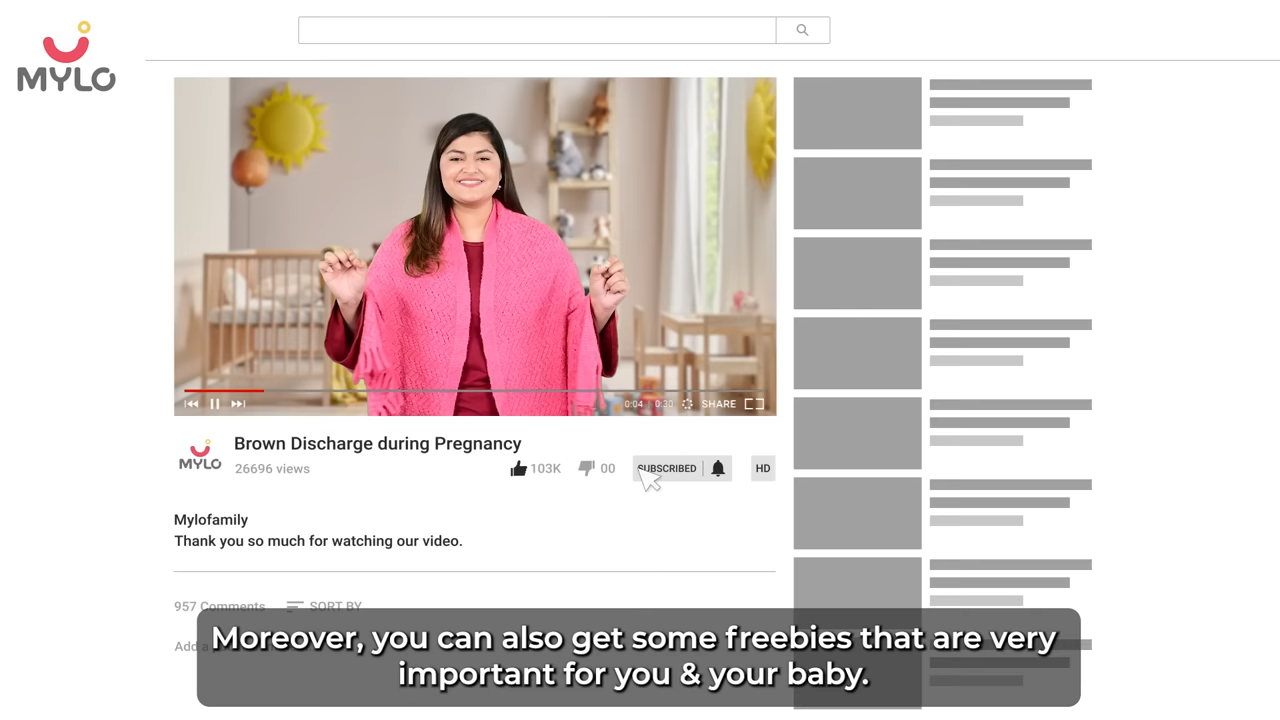 MYLO
0:04 0:30 SHARE
MYLO
Brown Discharge during Pregnancy
26696 views
103K
00
SUBSCRIBED
HD
Mylofamily
Thank you so much for watching our video.
957 Comments
SORT BY
Moreover, you can also get some freebies that are very
important for you & your baby.